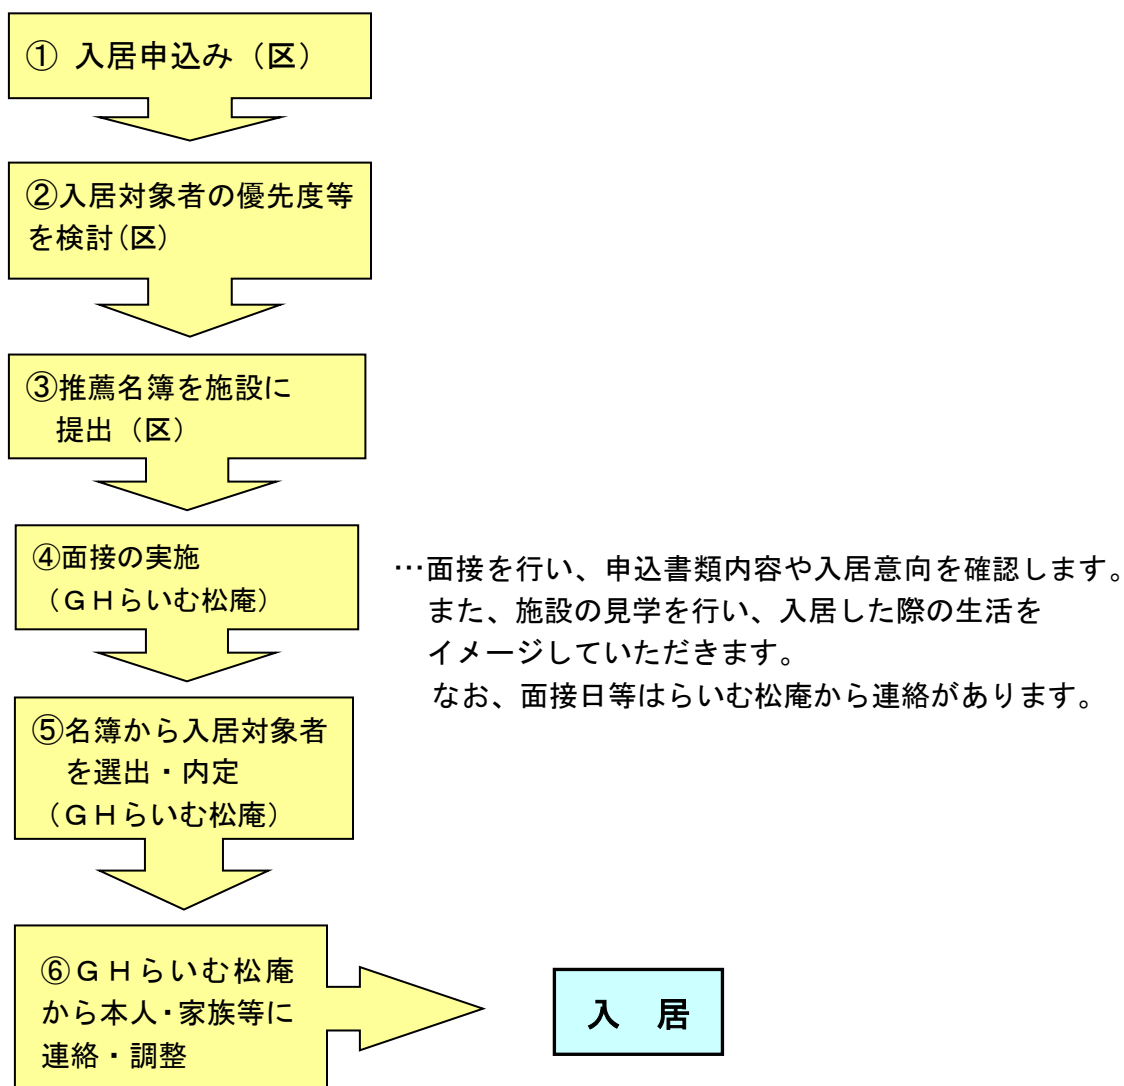 ① 入居申込み（区）
②入居対象者の優先度等
を検討（区）
③推薦名簿を施設に
提出（区）
④面接の実施
（ＧＨらいむ松庵）
…面接を行い、申込書類内容や入居意向を確認します。
また、施設の見学を行い、入居した際の生活を
イメージしていただきます。
なお、面接日等はらいむ松庵から連絡があります。
⑤名簿から入居対象者
を選出・内定
（ＧＨらいむ松庵）
⑥ＧＨらいむ松庵
から本人・家族等に
連絡・調整
入　居